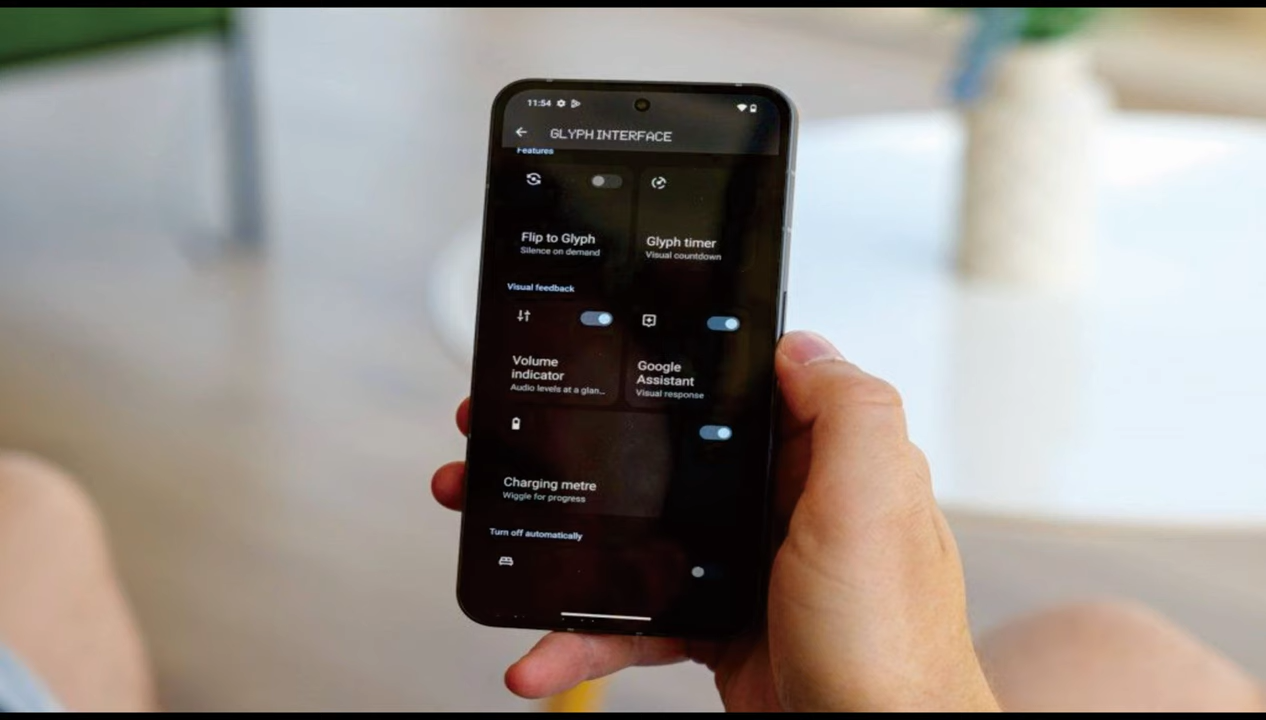 11:54
GLYPH INTERFACE
Features
Flip to Glyph
Silence on demand
Glyph timer
Visual countdown
Visual feedback
Volume
indicator
Audio levels at a glan...
Google
Assistant
Visual response
Charging metre
Wiggle for progress
Turn off automatically